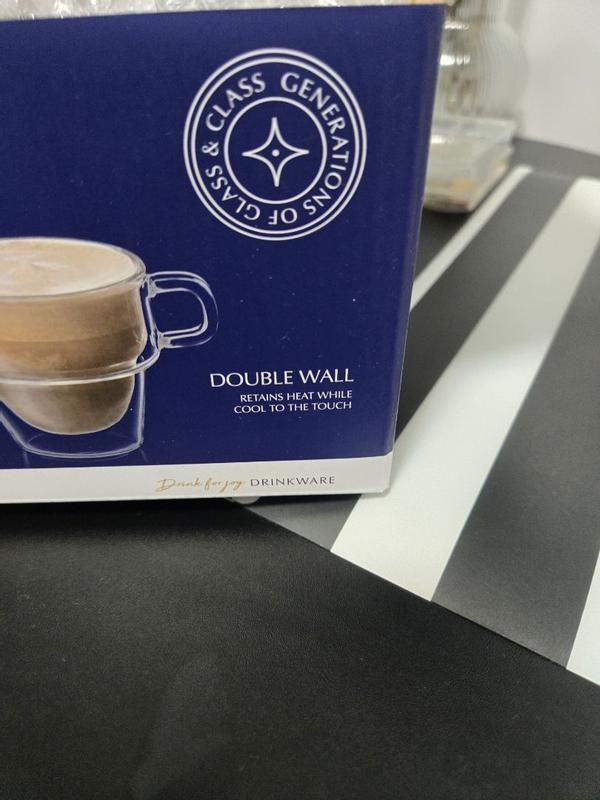 GENERATIONS OF GLASS & CLASS
DOUBLE WALL
RETAINS HEAT WHILE
COOL TO THE TOUCH
Drink for joy DRINKWARE